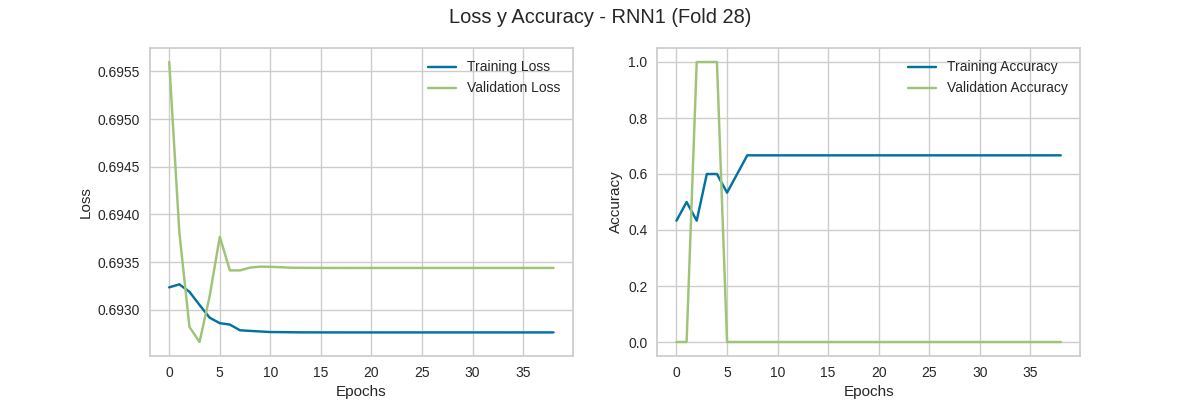 Loss y Accuracy - RNN1 (Fold 28)
0.6955
0.6950
0.6945
0.6940
0.6935
0.6930
Loss
0 5 10 15 20 25 30 35
Epochs
Training Loss
Validation Loss
1.0
0.8
0.6
0.4
0.2
0.0
Accuracy
0 5 10 15 20 25 30 35
Epochs
Training Accuracy
Validation Accuracy